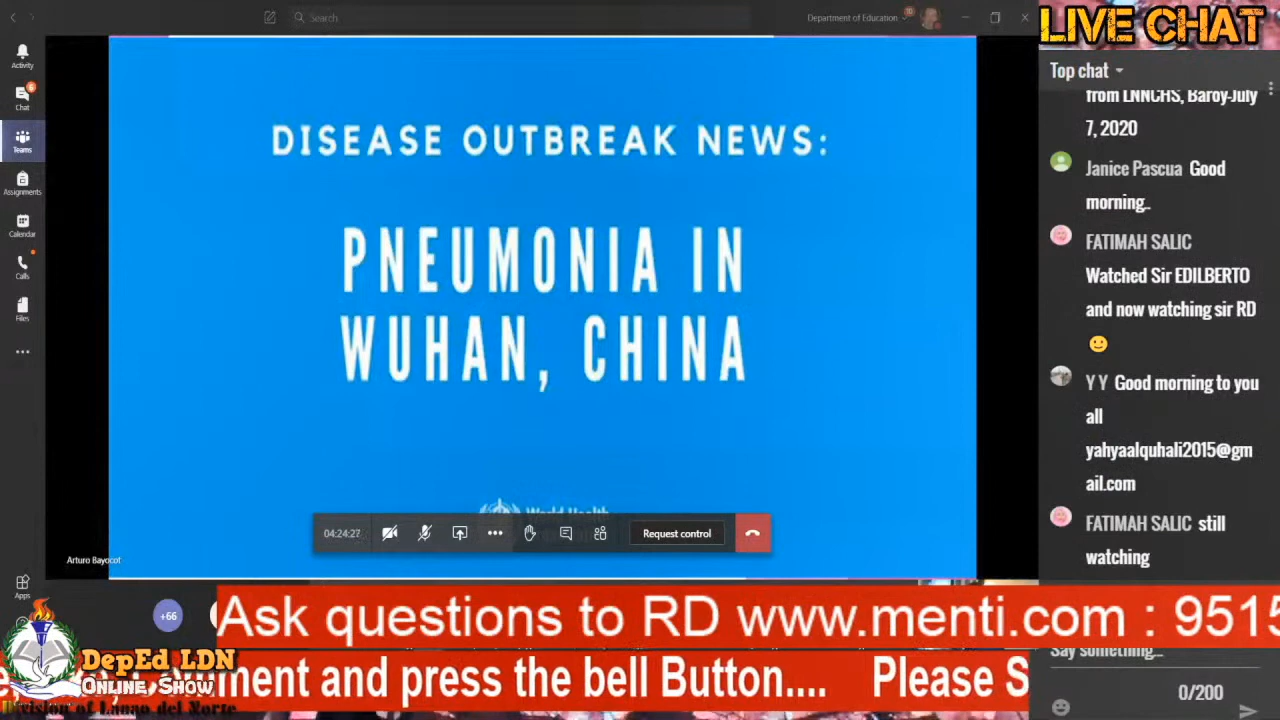 Search
Department of Education
LIVE CHAT
Activity
Chat
Teams
Assignments
Calendar
Calls
Files
Apps
DISEASE OUTBREAK NEWS:
PNEUMONIA IN
WUHAN, CHINA
World Health
04:24:27
Request control
Arturo Bayocot
+66
Top chat
from LNNCHS, Baroy-July
7, 2020
Janice Pascua Good
morning..
FATIMAH SALIC
Watched Sir EDILBERTO
and now watching sir RD
Y Y Good morning to you
all
yahyaalquhali2015@gm
ail.com
FATIMAH SALIC still
watching
Say something...
0/200
Ask questions to RD www.menti.com : 9515
ment and press the bell Button.... Please S
DepEd LDN
Online Show
Division of Lanao del Norte